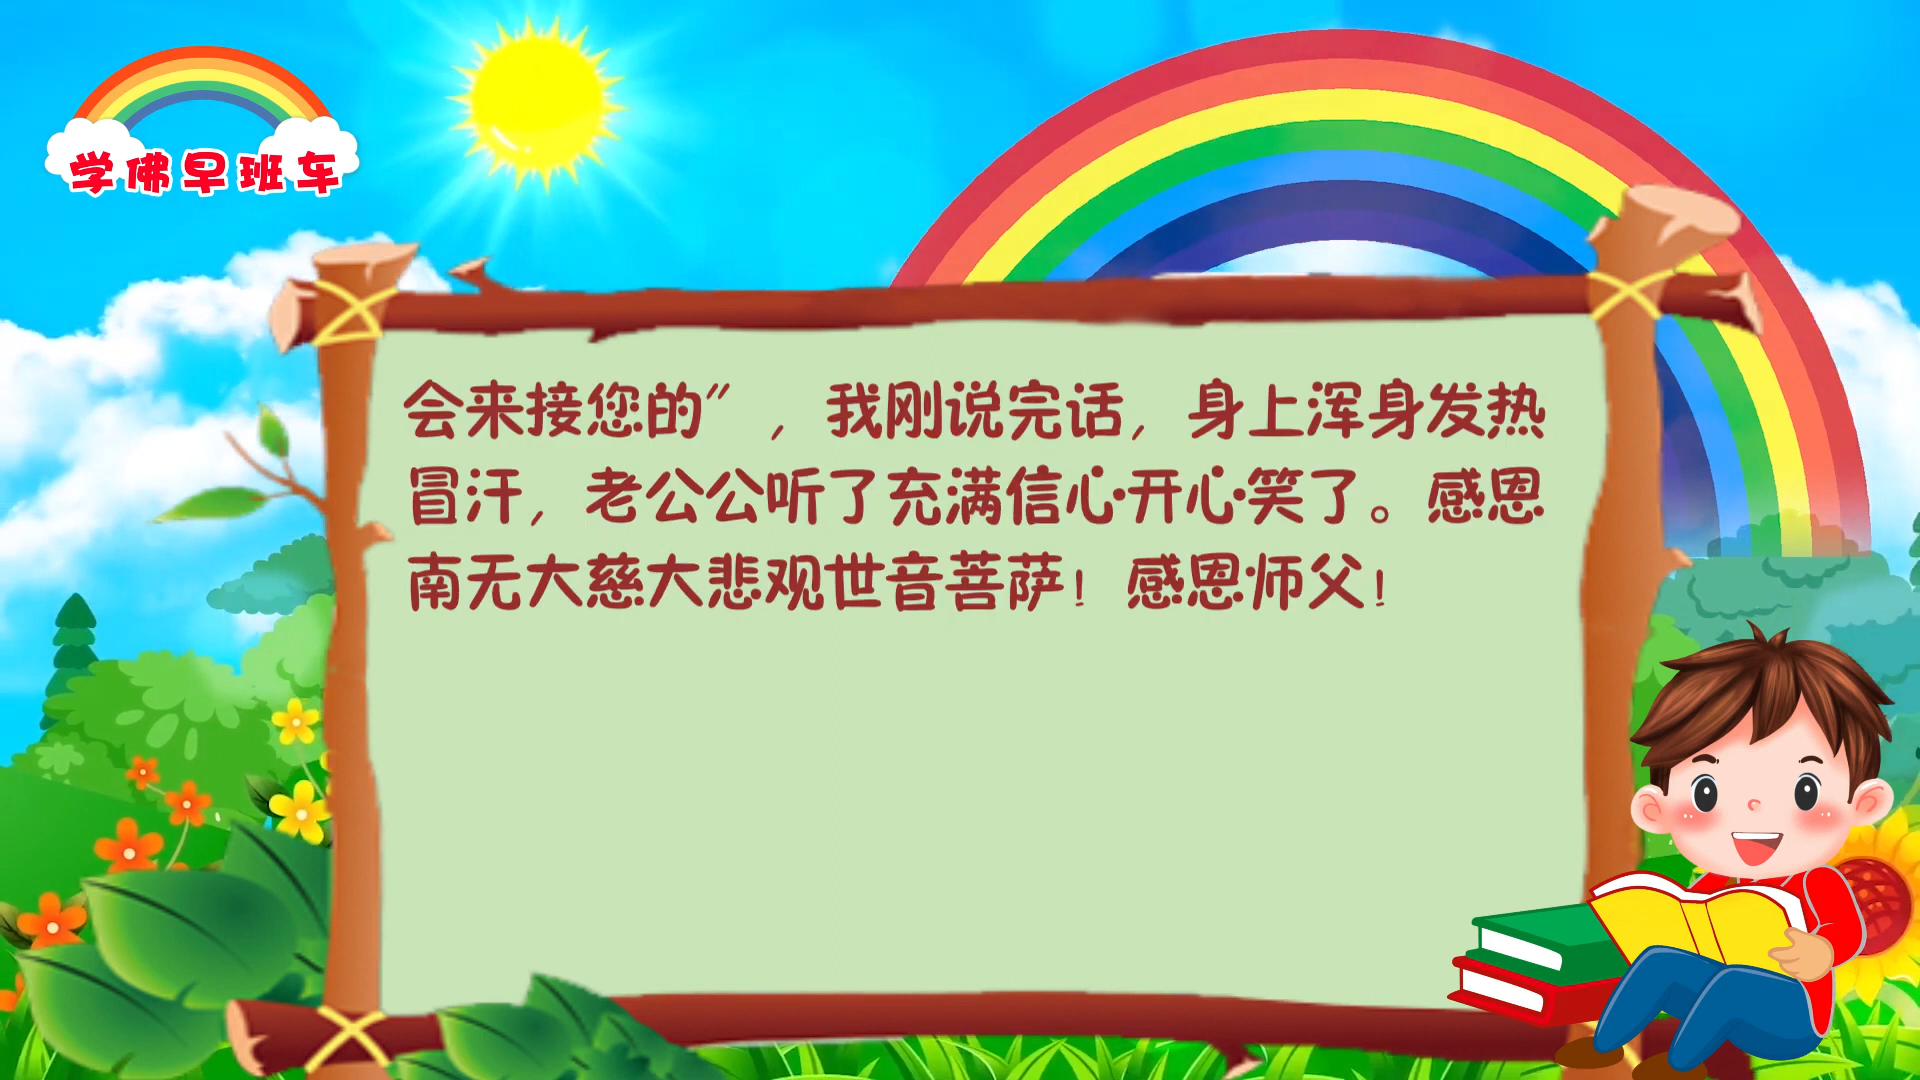 学佛早班车
会来接您的”，我刚说完话，身上浑身发热
冒汗，老公公听了充满信心开心笑了。感恩
南无大慈大悲观世音菩萨！感恩师父！